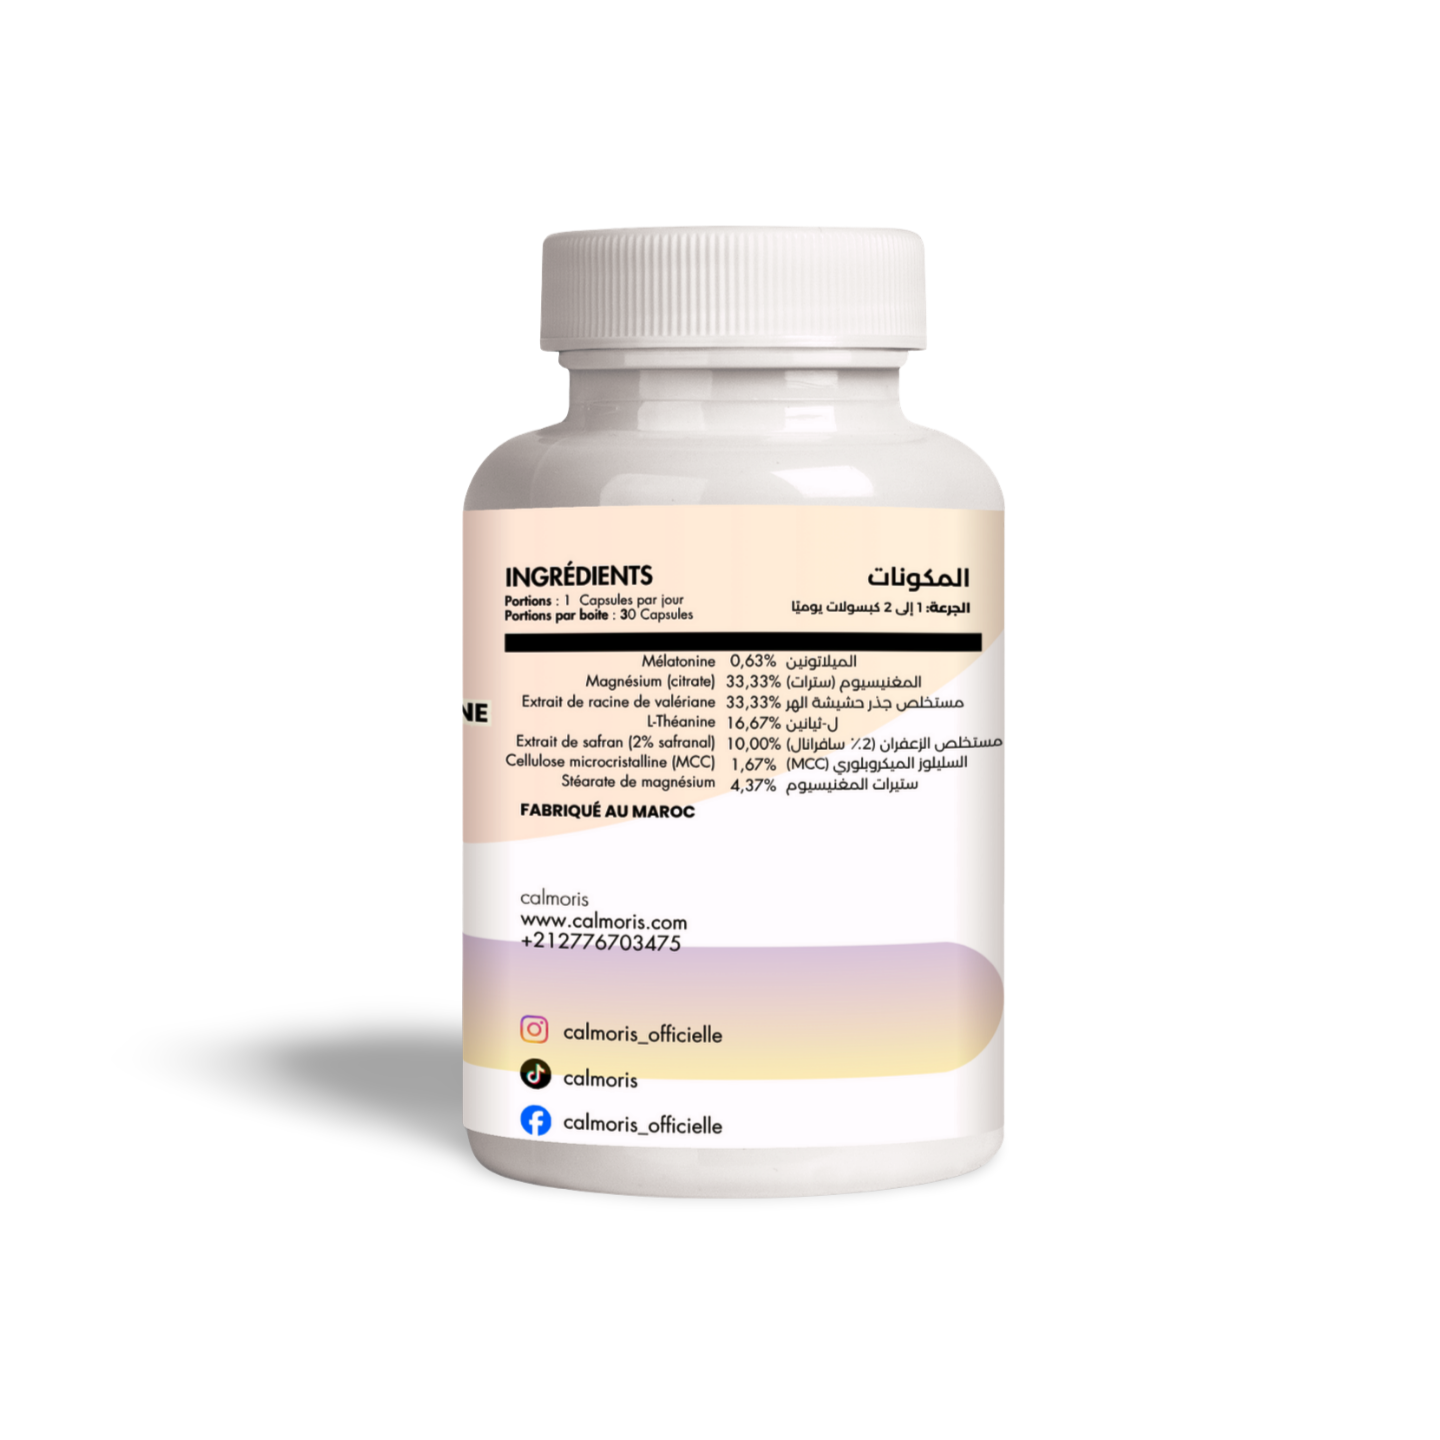 INGRÉDIENTS
المكونات
Portions : 1 Capsules par jour
Portions par boite : 30 Capsules
الجرعة: 1 إلى 2 كبسولات يوميًا
Mélatonine 0,63% الميلاتونين
Magnésium (citrate) 33,33% المغنيسيوم (سترات)
Extrait de racine de valériane 33,33% مستخلص جذر حشيشة الهر
L-Théanine 16,67% ل-ثيانين
Extrait de safran (2% safranal) 10,00% مستخلص الزعفران (2٪ سافرانال)
Cellulose microcristalline (MCC) 1,67% السليلوز الميكروبلوري (MCC)
Stéarate de magnésium 4,37% ستيرات المغنيسيوم
NE
FABRIQUÉ AU MAROC
calmoris
www.calmoris.com
+212776703475
calmoris_officielle
calmoris
calmoris_officielle